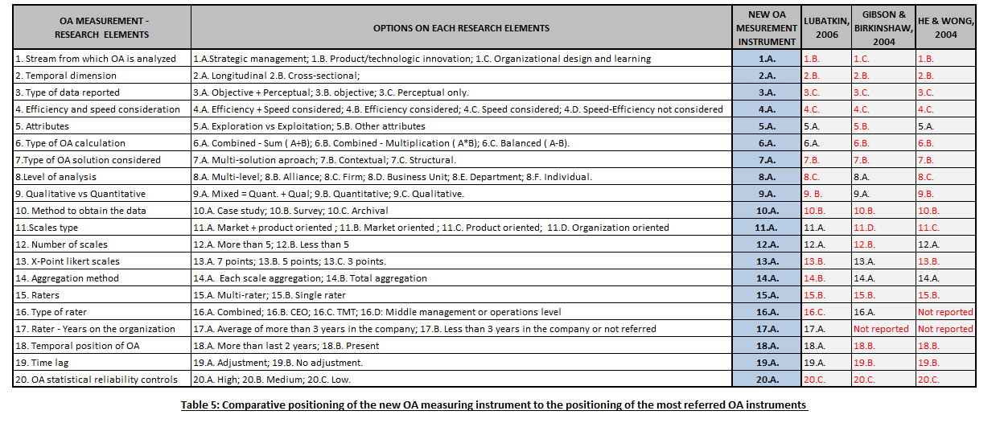 OA MEASUREMENT - RESEARCH ELEMENTS OPTIONS ON EACH RESEARCH ELEMENTS NEW OA MESUREMENT INSTRUMENT LUBATKIN, 2006 GIBSON & BIRKINSHAW, 2004 HE & WONG, 2004
1. Stream from which OA is analyzed 1.A.Strategic management; 1.B. Product/technologic innovation; 1.C. Organizational design and learning 1.A. 1.B. 1.C. 1.B.
2. Temporal dimension 2.A. Longitudinal 2.B. Cross-sectional; 2.A. 2.B. 2.B. 2.B.
3. Type of data reported 3.A. Objective + Perceptual; 3.B. objective; 3.C. Perceptual only. 3.A. 3.C. 3.C. 3.C.
4. Efficiency and speed consideration 4.A. Efficiency + Speed considered; 4.B. Efficiency considered; 4.C. Speed considered; 4.D. Speed-Efficiency not considered 4.A. 4.C. 4.C. 4.C.
5. Attributes 5.A. Exploration vs Exploitation; 5.B. Other attributes 5.A. 5.A. 5.B. 5.A.
6. Type of OA calculation 6.A. Combined - Sum ( A+B); 6.B. Combined - Multiplication ( A*B); 6.C. Balanced ( A-B). 6.A. 6.A. 6.B. 6.B.
7.Type of OA solution considered 7.A. Multi-solution aproach; 7.B. Contextual; 7.C. Structural. 7.A. 7.B. 7.B. 7.B.
8.Level of analysis 8.A. Multi-level; 8.B. Alliance; 8.C. Firm; 8.D. Business Unit; 8.E. Department; 8.F. Individual. 8.A. 8.C. 8.A. 8.C.
9. Qualitative vs Quantitative 9.A. Mixed = Quant. + Qual; 9.B. Quantitative; 9.C. Qualitative. 9.A. 9. B. 9.A. 9.B.
10. Method to obtain the data 10.A. Case study; 10.B. Survey; 10.C. Archival 10.A. 10.B. 10.B. 10.B.
11.Scales type 11.A. Market + product oriented ; 11.B. Market oriented ; 11.C. Product oriented; 11.D. Organization oriented 11.A. 11.A. 11.D. 11.C.
12. Number of scales 12.A. More than 5; 12.B. Less than 5 12.A. 12.A. 12.B. 12.A.
13. X-Point likert scales 13.A. 7 points; 13.B. 5 points; 13.C. 3 points. 13.A. 13.B. 13.A. 13.B.
14. Aggregation method 14.A. Each scale aggregation; 14.B. Total aggregation 14.A. 14.B. 14.A. 14.A.
15. Raters 15.A. Multi-rater; 15.B. Single rater 15.A. 15.B. 15.B. 15.B.
16. Type of rater 16.A. Combined; 16.B. CEO; 16.C. TMT; 16.D: Middle management or operations level 16.A. 16.C. 16.A. Not reported
17. Rater - Years on the organization 17.A. Average of more than 3 years in the company; 17.B. Less than 3 years in the company or not referred 17.A. 17.A. Not reported Not reported
18. Temporal position of OA 18.A. More than last 2 years; 18.B. Present 18.A. 18.A. 18.B. 18.B.
19. Time lag 19.A. Adjustment; 19.B. No adjustment. 19.A. 19.A. 19.B. 19.B.
20. OA statistical reliability controls 20.A. High; 20.B. Medium; 20.C. Low. 20.A. 20.C. 20.C. 20.C.
Table 5: Comparative positioning of the new OA measuring instrument to the positioning of the most referred OA instruments